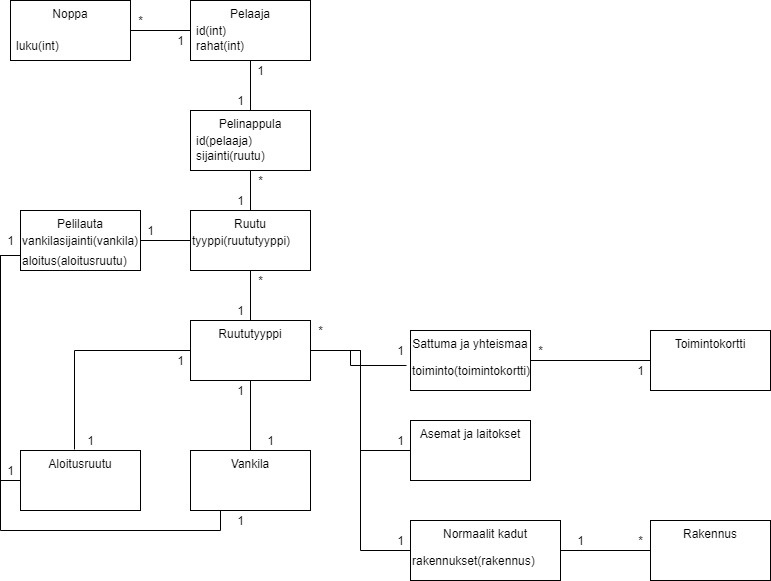 Noppa
luku(int)
*
1
Pelaaja
id(int)
rahat(int)
1
1
Pelinappula
id(pelaaja)
sijainti(ruutu)
*
1
Pelilauta
vankilasijainti(vankila)
aloitus(aloitusruutu)
1
1
Ruutu
tyyppi(ruututyyppi)
*
1
Ruututyyppi
*
1
1
1
Sattuma ja yhteismaa
toiminto(toimintokortti)
*
1
Toimintokortti
1
Asemat ja laitokset
1
1
Aloitusruutu
1
Vankila
1
1
Normaalit kadut
rakennukset(rakennus)
1
*
Rakennus